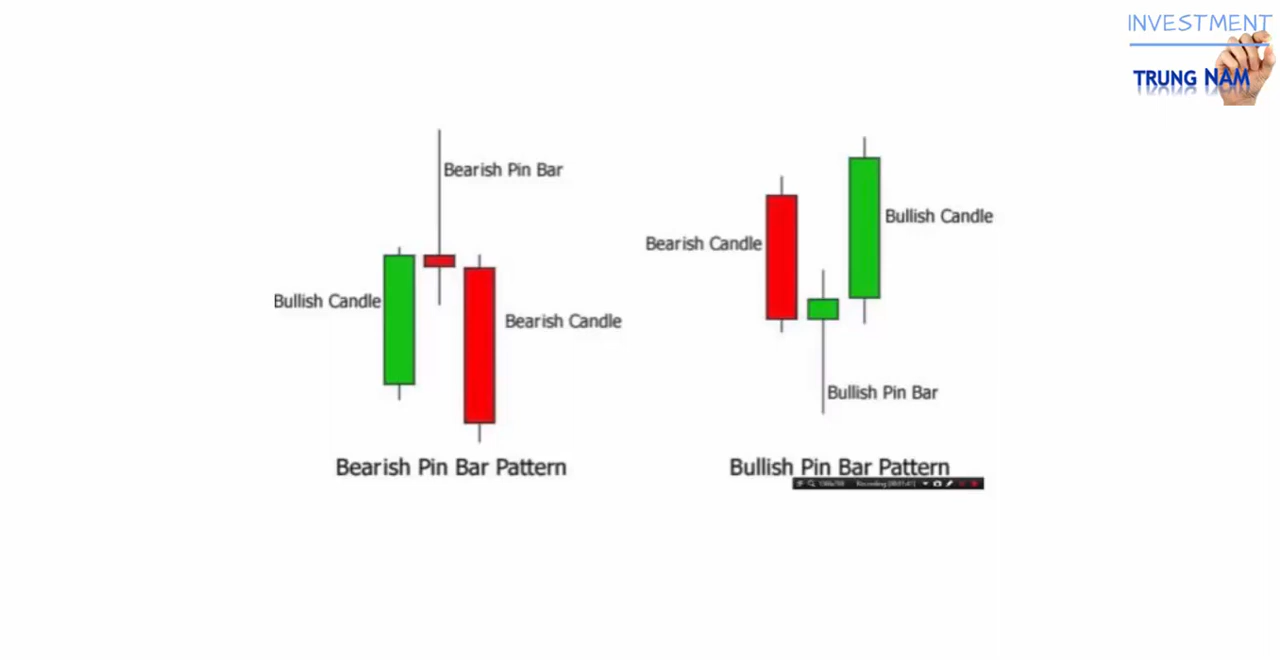 INVESTMENT
TRUNG NAM
Bearish Pin Bar
Bullish Candle
Bearish Candle
Bearish Pin Bar Pattern
Bearish Candle
Bullish Candle
Bullish Pin Bar
Bullish Pin Bar Pattern